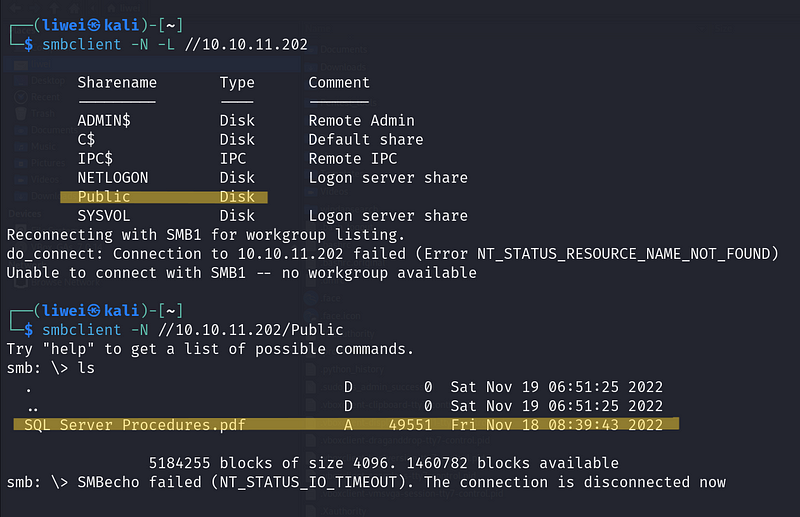 ┌──(liwei㉿kali)-[~]
└─$ smbclient -N -L //10.10.11.202
Sharename Type Comment
--------- ---- -------
ADMIN$ Disk Remote Admin
C$ Disk Default share
IPC$ IPC Remote IPC
NETLOGON Disk Logon server share
Public Disk
SYSVOL Disk Logon server share
Reconnecting with SMB1 for workgroup listing.
do_connect: Connection to 10.10.11.202 failed (Error NT_STATUS_RESOURCE_NAME_NOT_FOUND)
Unable to connect with SMB1 -- no workgroup available
┌──(liwei㉿kali)-[~]
└─$ smbclient -N //10.10.11.202/Public
Try "help" to get a list of possible commands.
smb: \> ls
. D 0 Sat Nov 19 06:51:25 2022
.. D 0 Sat Nov 19 06:51:25 2022
SQL Server Procedures.pdf A 49551 Fri Nov 18 08:39:43 2022
5184255 blocks of size 4096. 1460782 blocks available
smb: \> SMBecho failed (NT_STATUS_IO_TIMEOUT). The connection is disconnected now